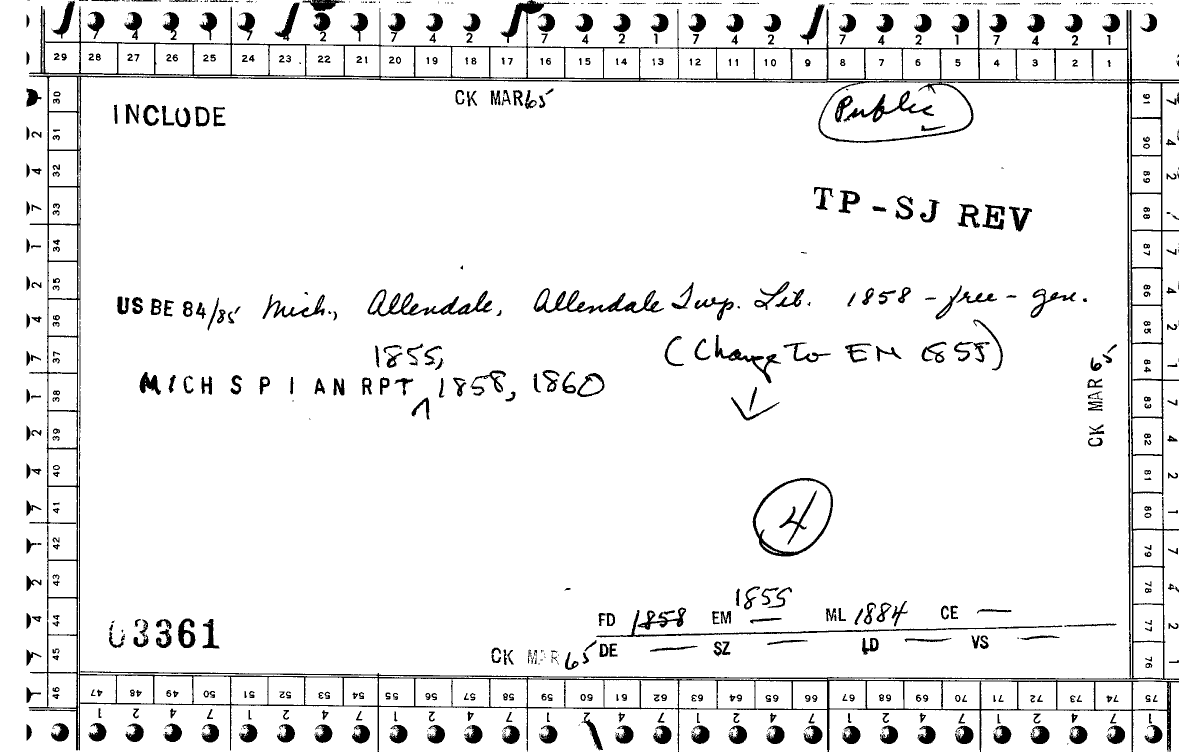 7 4 2 1 7 4 2 1 7 4 2 1 7 4 2 1 7 4 2 1 7 4 2 1 7 4 2 1
29 28 27 26 25 24 23 22 21 20 19 18 17 16 15 14 13 12 11 10 9 8 7 6 5 4 3 2 1
INCLUDE
CK MAR 65
Public
TP-SJ REV
US BE 84/85 Mich., Allendale, Allendale Twp. Lib. 1858 - free - gen.
1855,
(Change To EM 1855)
MICH S P I AN RPT 1858, 1860
CK MAR 65
4
1855
FD 1858 EM — ML 1884 CE —
03361
CK MAR 65 DE — SZ — LD — VS —
30 31 32 33 34 35 36 37 38 39 40 41 42 43 44 45 46
91 90 89 88 87 86 85 84 83 82 81 80 79 78 77 76 75
47 48 49 50 51 52 53 54 55 56 57 58 59 60 61 62 63 64 65 66 67 68 69 70 71 72 73 74
1 2 4 7 1 2 4 7 1 2 4 7 1 2 4 7 1 2 4 7 1 2 4 7 1 2 4 7